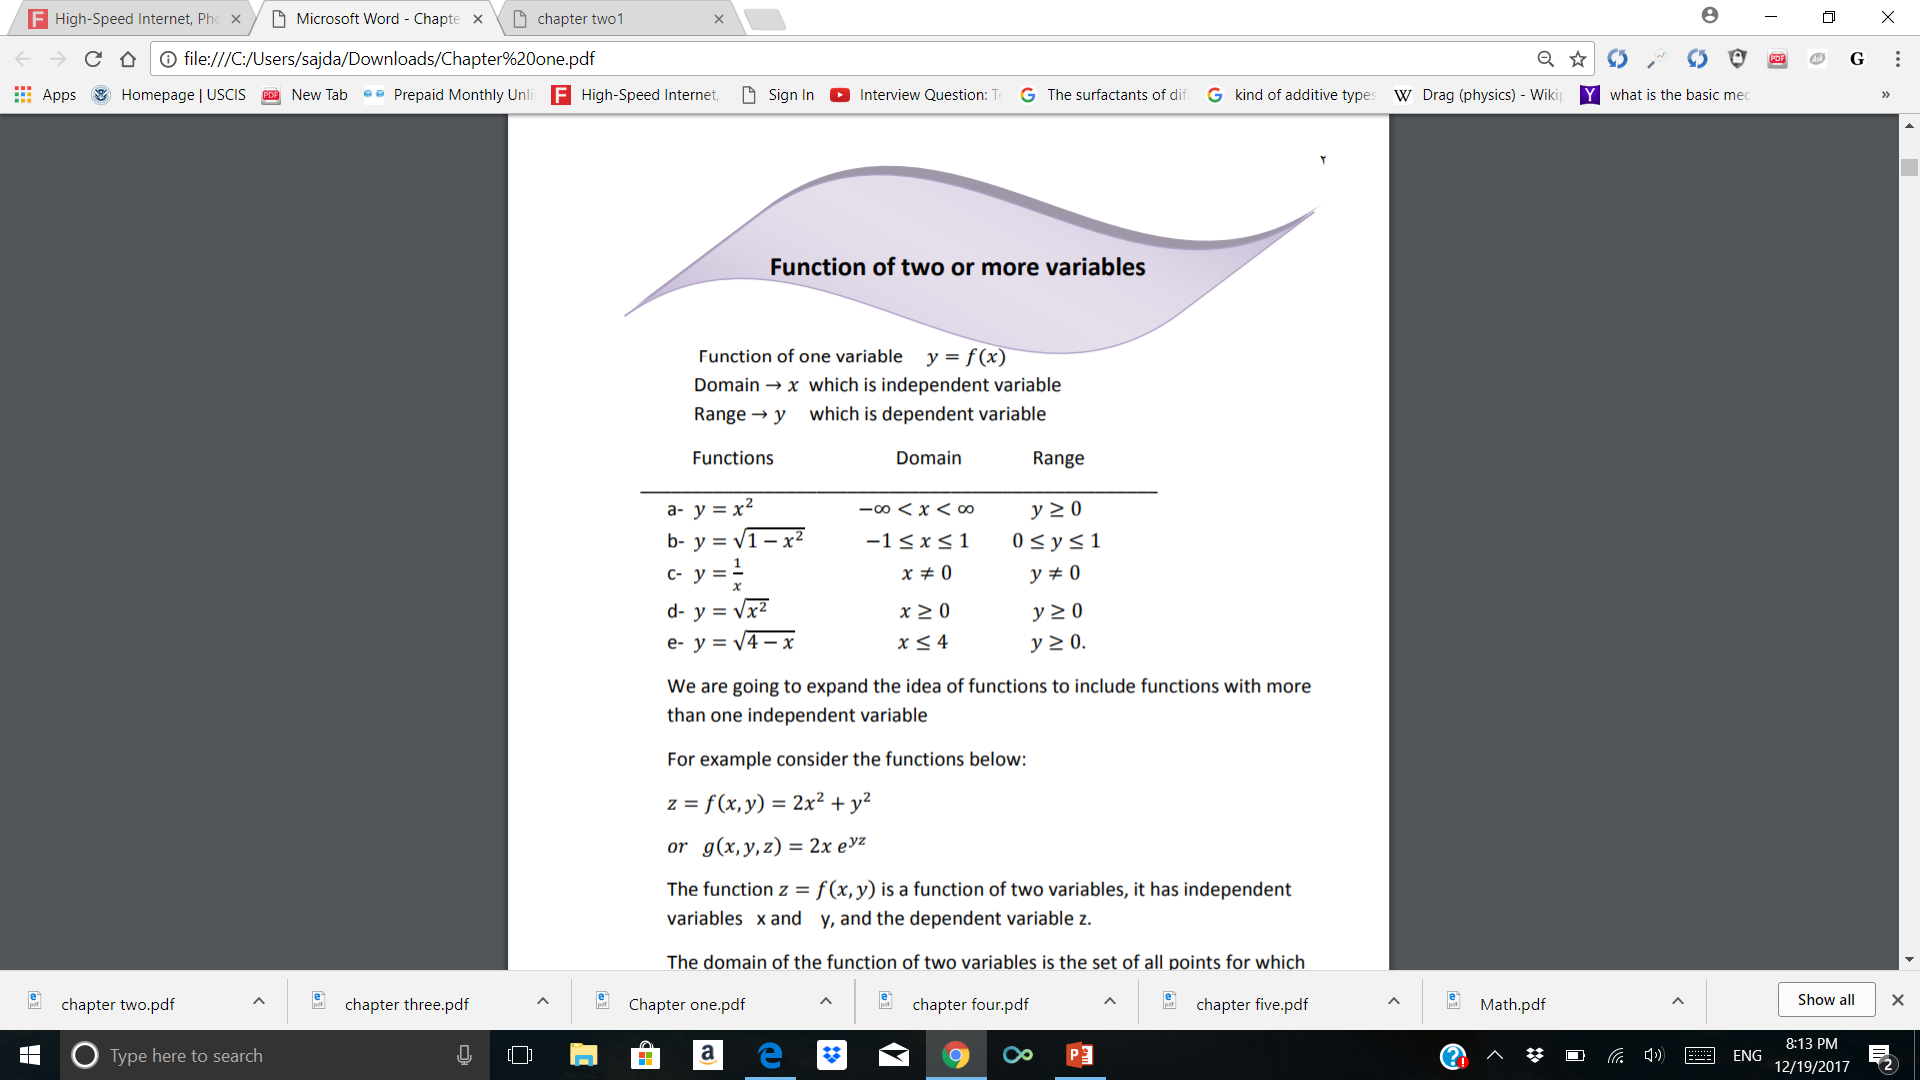 High-Speed Internet, Pho
Microsoft Word - Chapte
chapter two1
file:///C:/Users/sajda/Downloads/Chapter%20one.pdf
Apps
Homepage | USCIS
New Tab
Prepaid Monthly Unli
High-Speed Internet,
Sign In
Interview Question: T
The surfactants of dif
kind of additive types
Drag (physics) - Wikip
what is the basic mec
٢
Function of two or more variables
Function of one variable y = f(x)
Domain → x which is independent variable
Range → y which is dependent variable
Functions Domain Range
a- y = x² −∞ < x < ∞ y ≥ 0
b- y = √(1 − x²) −1 ≤ x ≤ 1 0 ≤ y ≤ 1
c- y = 1/x x ≠ 0 y ≠ 0
d- y = √x² x ≥ 0 y ≥ 0
e- y = √(4 − x) x ≤ 4 y ≥ 0.
We are going to expand the idea of functions to include functions with more
than one independent variable
For example consider the functions below:
z = f(x, y) = 2x² + y²
or g(x, y, z) = 2x e^{yz}
The function z = f(x, y) is a function of two variables, it has independent
variables x and y, and the dependent variable z.
The domain of the function of two variables is the set of all points for which
chapter two.pdf
chapter three.pdf
Chapter one.pdf
chapter four.pdf
chapter five.pdf
Math.pdf
Show all
Type here to search
ENG
8:13 PM
12/19/2017
2